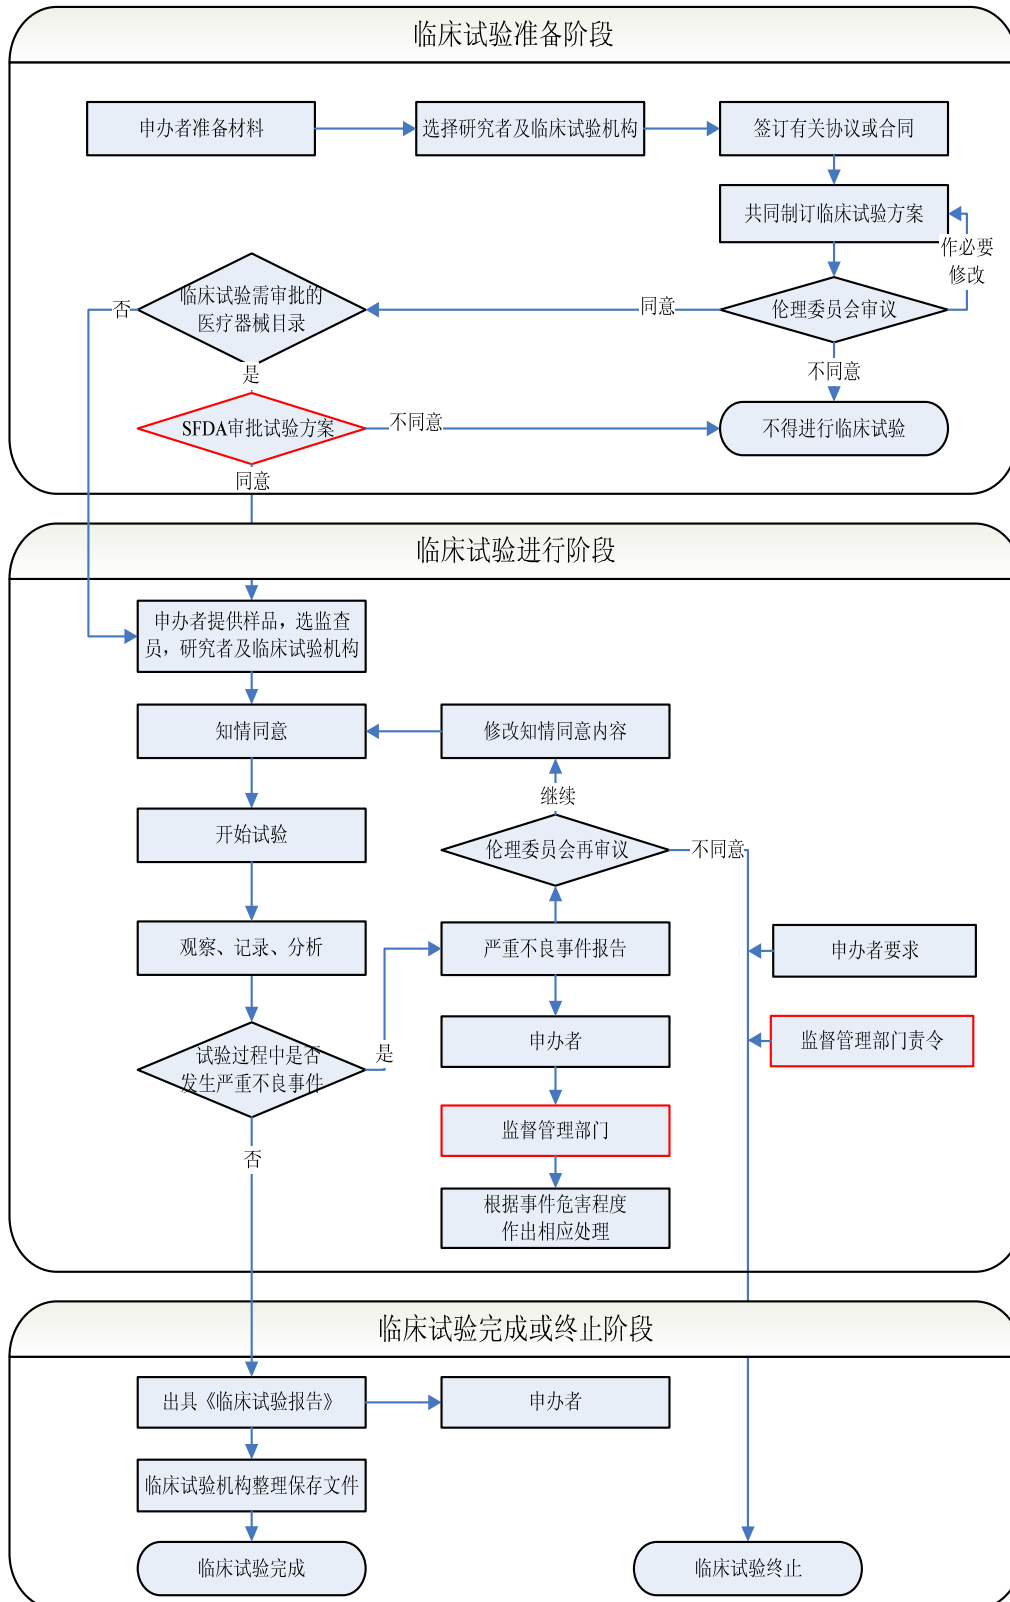 临床试验准备阶段
申办者准备材料
选择研究者及临床试验机构
签订有关协议或合同
共同制订临床试验方案
作必要
修改
临床试验需审批的
医疗器械目录
否
同意
伦理委员会审议
是
不同意
SFDA审批试验方案
不同意
不得进行临床试验
同意
临床试验进行阶段
申办者提供样品，选监查
员，研究者及临床试验机构
知情同意
修改知情同意内容
继续
开始试验
伦理委员会再审议
不同意
观察、记录、分析
严重不良事件报告
申办者要求
申办者
监督管理部门责令
试验过程中是否
发生严重不良事件
是
监督管理部门
否
根据事件危害程度
作出相应处理
临床试验完成或终止阶段
出具《临床试验报告》
申办者
临床试验机构整理保存文件
临床试验完成
临床试验终止